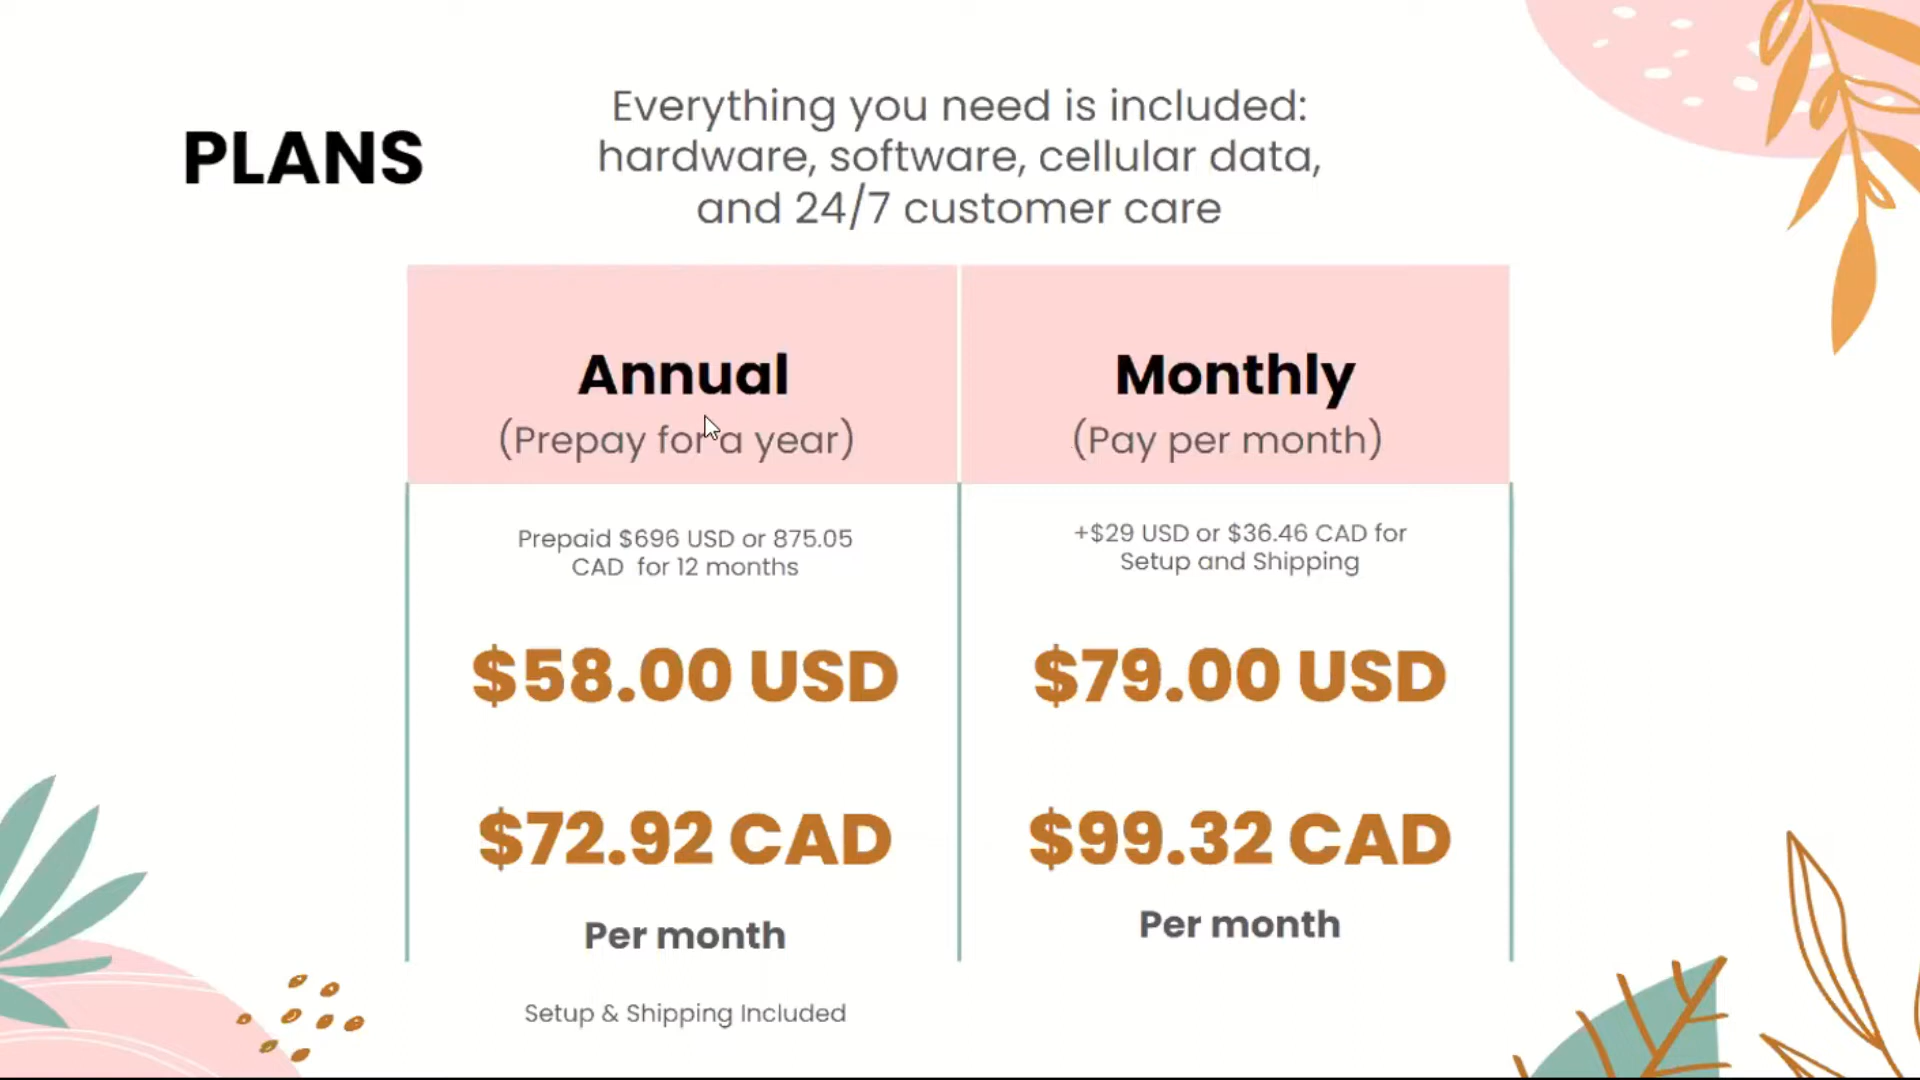 PLANS
Everything you need is included:
hardware, software, cellular data,
and 24/7 customer care
Annual
(Prepay for a year)
Prepaid $696 USD or 875.05
CAD for 12 months
$58.00 USD
$72.92 CAD
Per month
Setup & Shipping Included
Monthly
(Pay per month)
+$29 USD or $36.46 CAD for
Setup and Shipping
$79.00 USD
$99.32 CAD
Per month